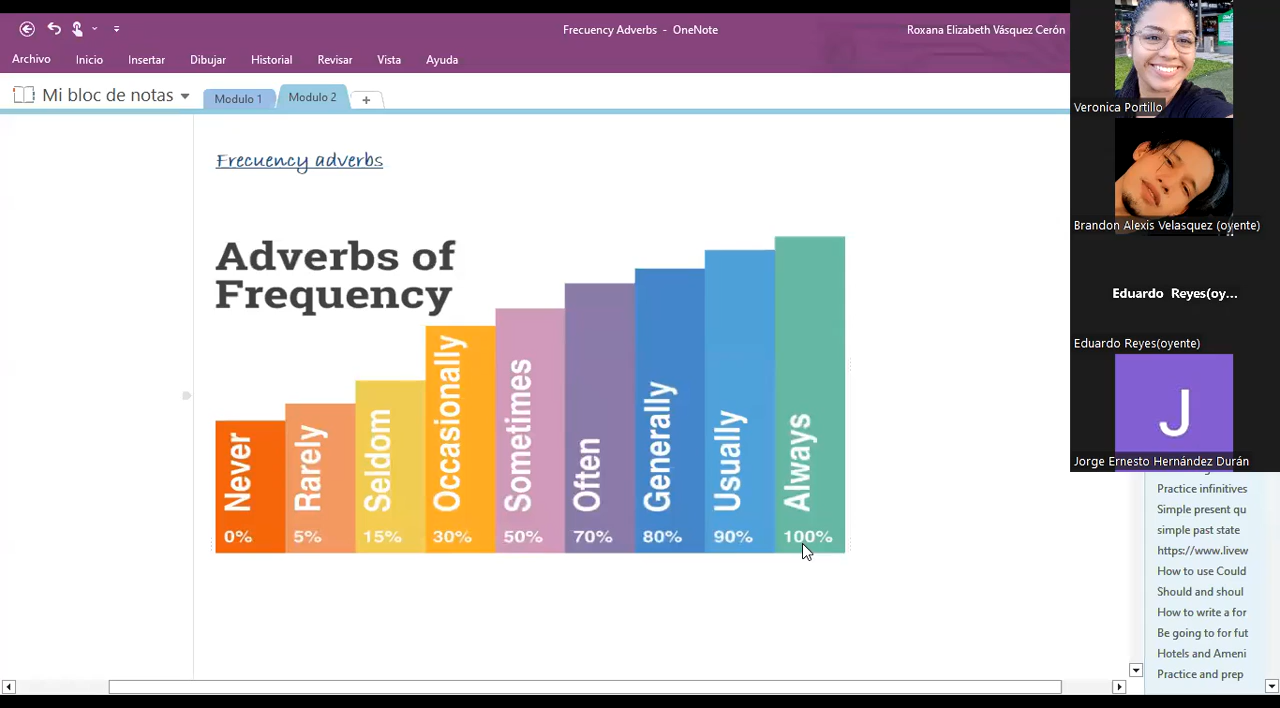 Frecuency Adverbs - OneNote
Roxana Elizabeth Vásquez Cerón
Archivo Inicio Insertar Dibujar Historial Revisar Vista Ayuda
Mi bloc de notas Modulo 1 Modulo 2
Frecuency adverbs
Adverbs of
Frequency
Never
Rarely
Seldom
Occasionally
Sometimes
Often
Generally
Usually
Always
0% 5% 15% 30% 50% 70% 80% 90% 100%
Veronica Portillo
Brandon Alexis Velasquez (oyente)
Eduardo Reyes(oy...
Eduardo Reyes(oyente)
J
Jorge Ernesto Hernández Durán
Practice infinitives
Simple present qu
simple past state
https://www.livew
How to use Could
Should and shoul
How to write a for
Be going to for fut
Hotels and Ameni
Practice and prep